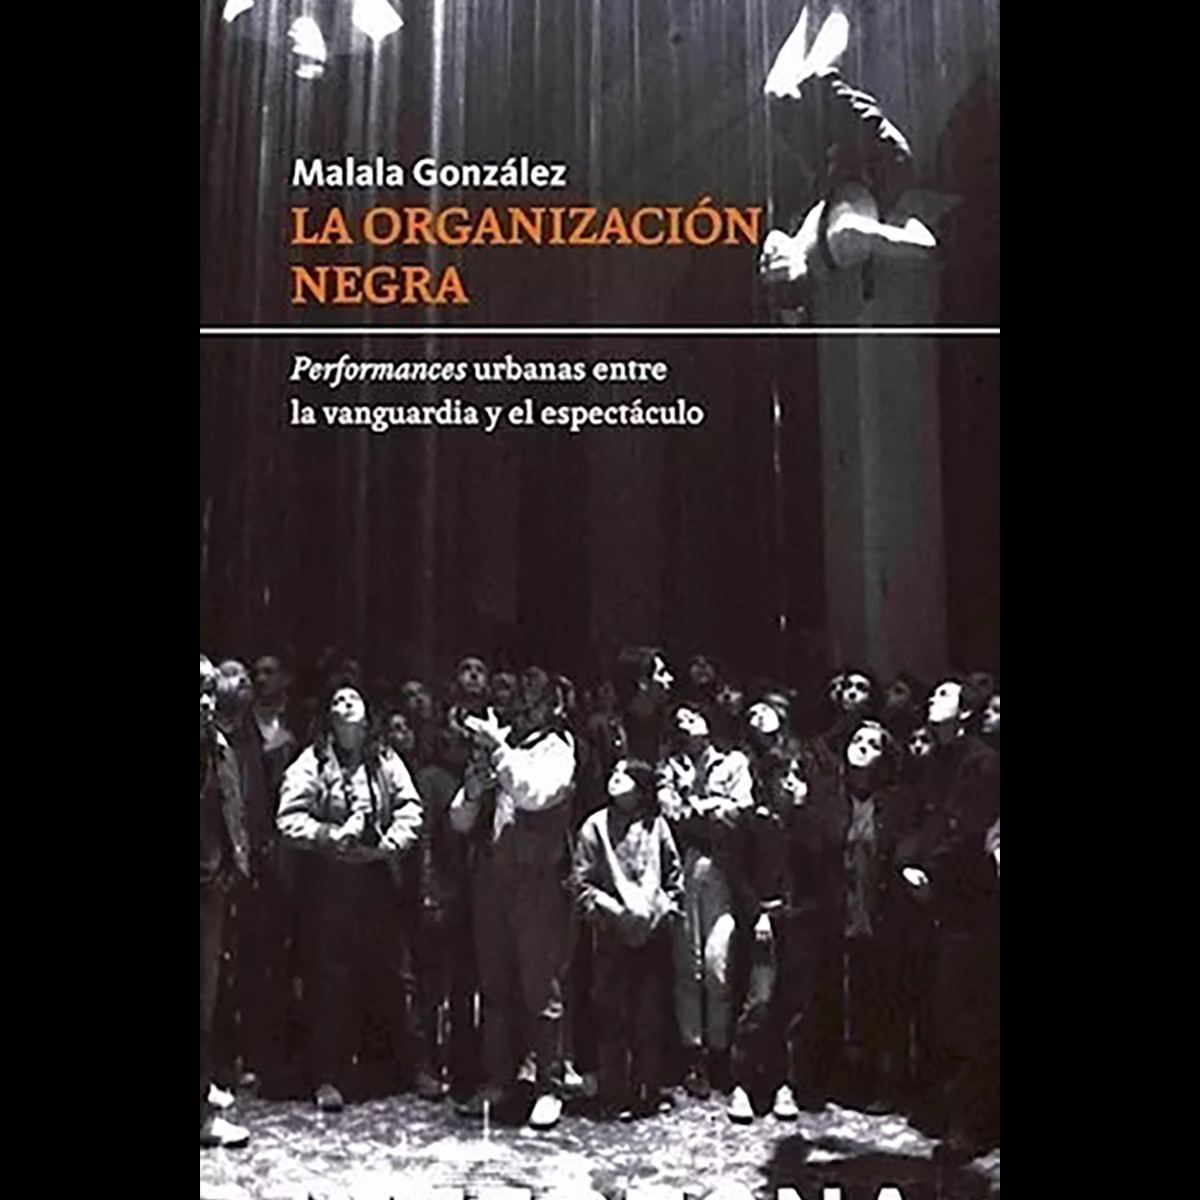 Malala González
LA ORGANIZACIÓN
NEGRA
Performances urbanas entre
la vanguardia y el espectáculo